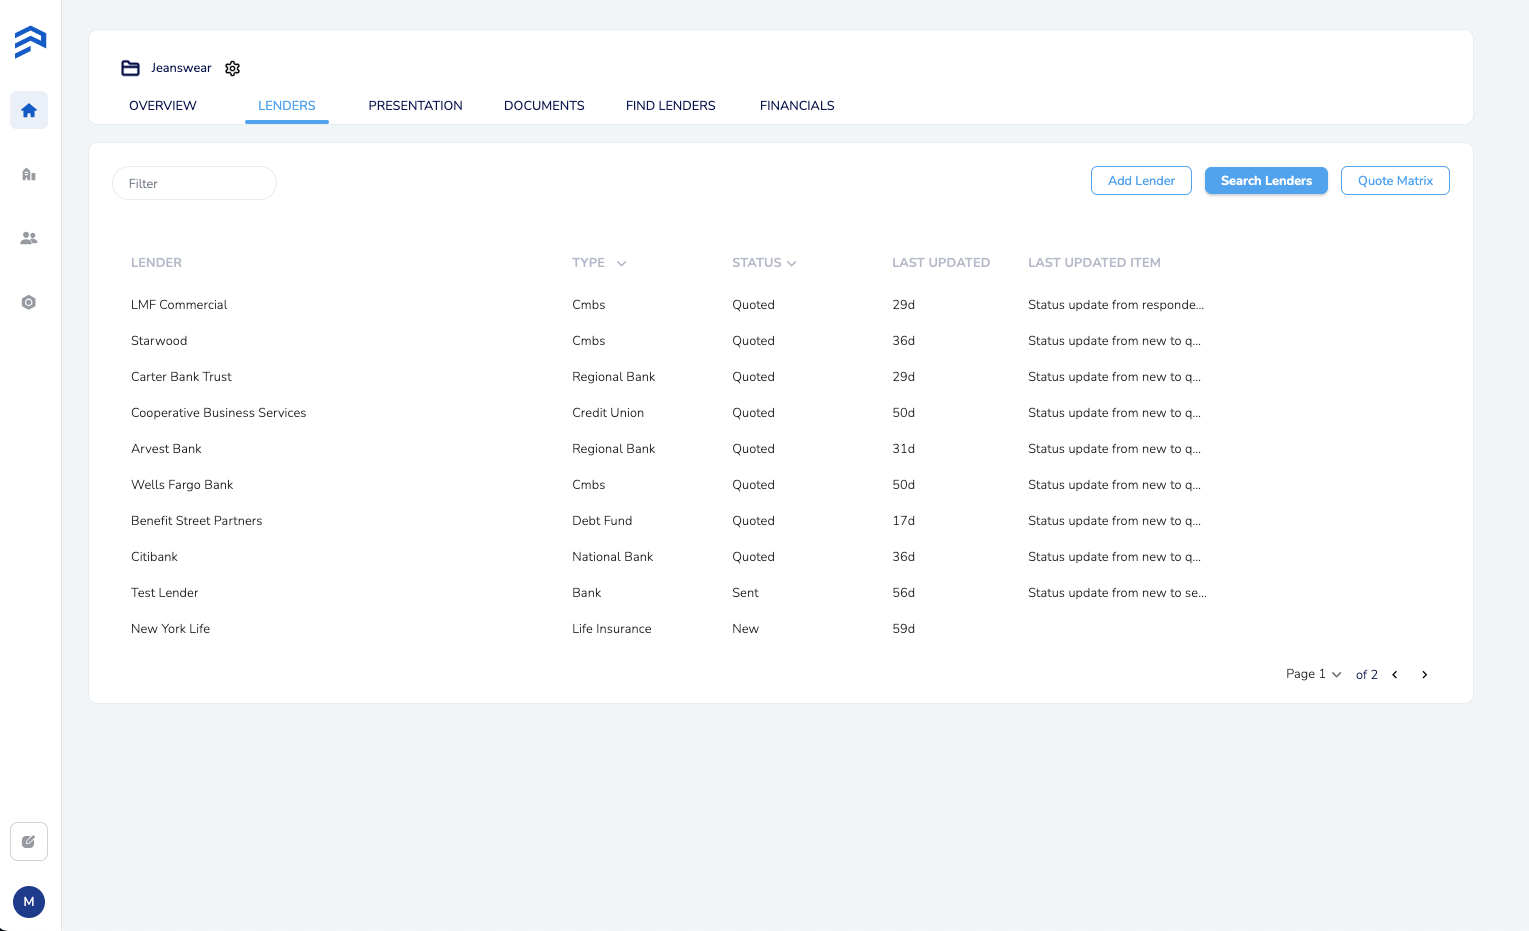 Jeanswear
OVERVIEW LENDERS PRESENTATION DOCUMENTS FIND LENDERS FINANCIALS
Filter Add Lender Search Lenders Quote Matrix
LENDER TYPE STATUS LAST UPDATED LAST UPDATED ITEM
LMF Commercial Cmbs Quoted 29d Status update from responde...
Starwood Cmbs Quoted 36d Status update from new to q...
Carter Bank Trust Regional Bank Quoted 29d Status update from new to q...
Cooperative Business Services Credit Union Quoted 50d Status update from new to q...
Arvest Bank Regional Bank Quoted 31d Status update from new to q...
Wells Fargo Bank Cmbs Quoted 50d Status update from new to q...
Benefit Street Partners Debt Fund Quoted 17d Status update from new to q...
Citibank National Bank Quoted 36d Status update from new to q...
Test Lender Bank Sent 56d Status update from new to se...
New York Life Life Insurance New 59d
Page 1 of 2
M